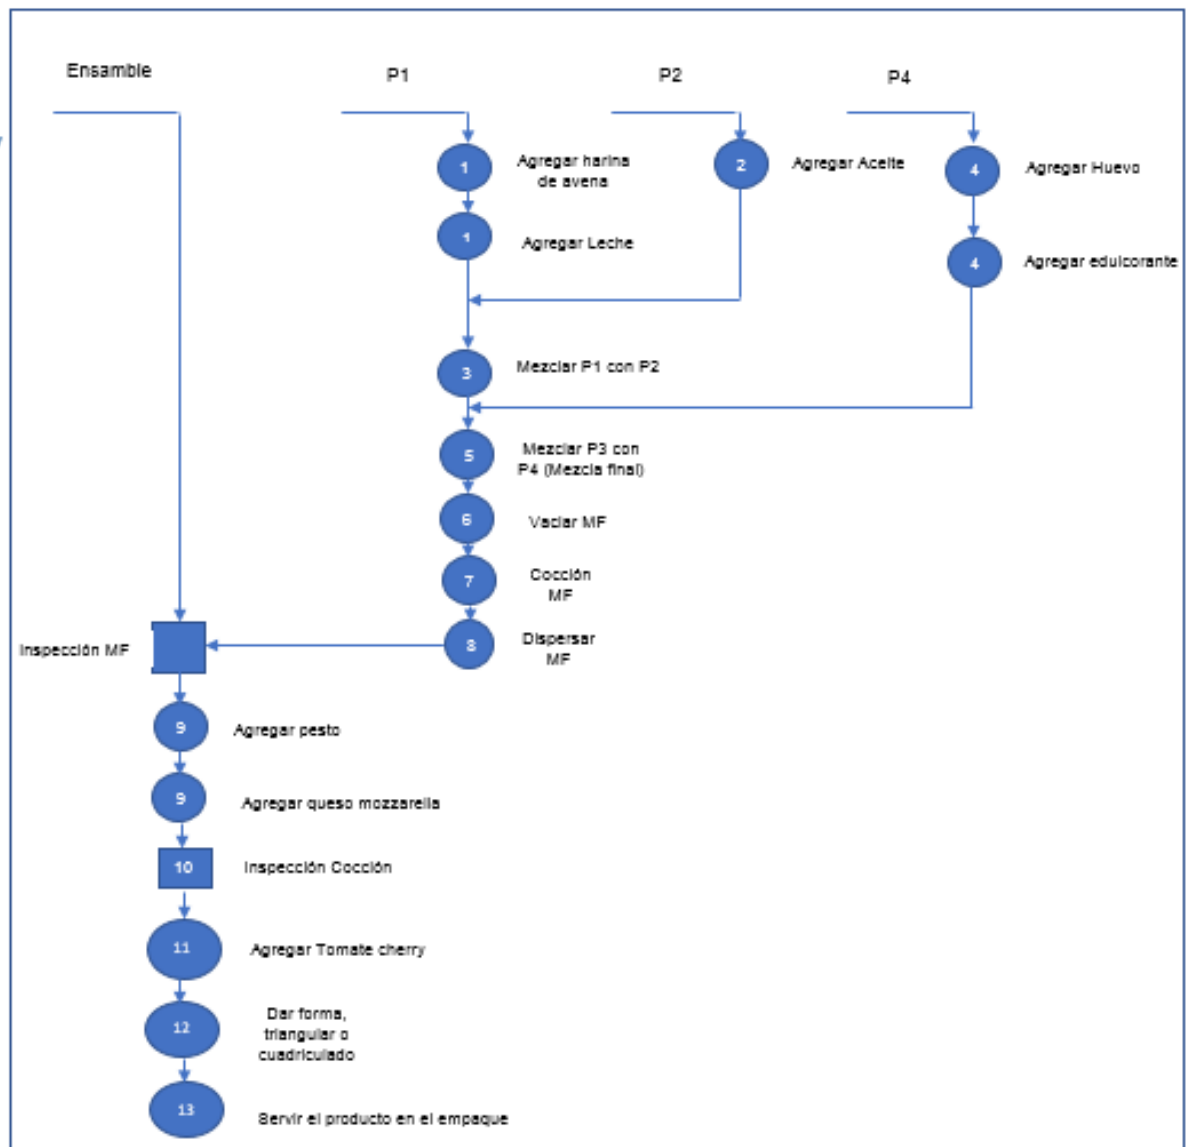 Ensamble
P1
P2
P4
1
Agregar harina
de avena
2
Agregar Aceite
4
Agregar Huevo
1
Agregar Leche
4
Agregar edulcorante
3
Mezclar P1 con P2
5
Mezclar P3 con
P4 (Mezcla final)
6
Vaciar MF
7
Cocción
MF
8
Dispersar
MF
Inspección MF
9
Agregar pesto
9
Agregar queso mozzarella
10
Inspección Cocción
11
Agregar Tomate cherry
12
Dar forma,
triangular o
cuadriculado
13
Servir el producto en el empaque